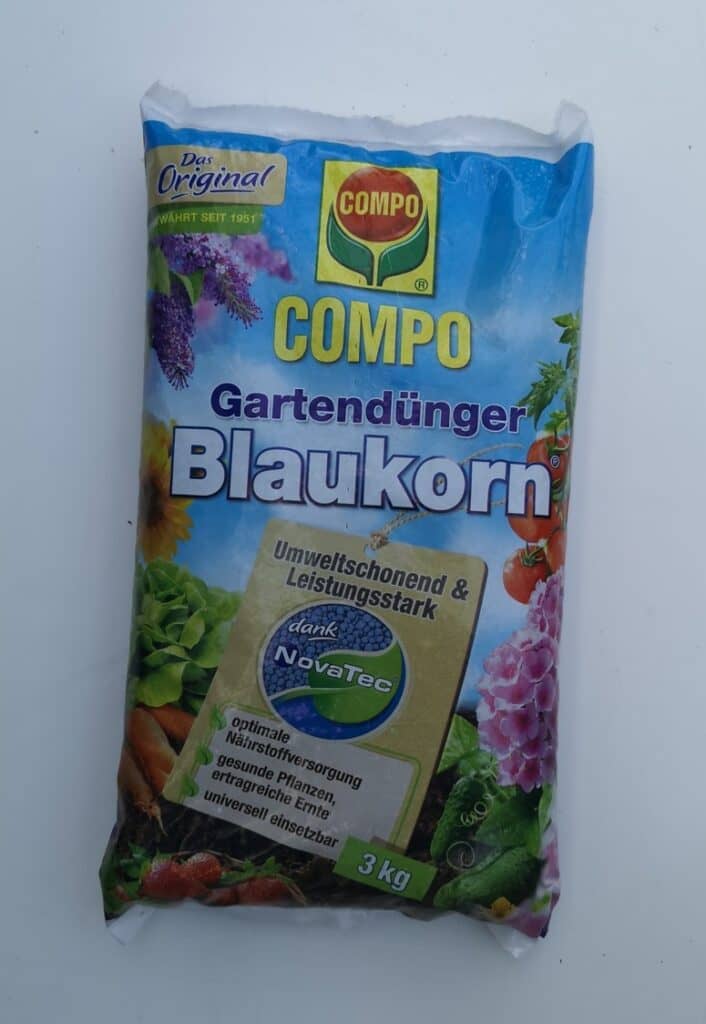 Das
Original
WÄHRT SEIT 1951
COMPO
®
COMPO
Gartendünger
Blaukorn®
Umweltschonend &
Leistungsstark
dank
NovaTec
optimale
Nährstoffversorgung
gesunde Pflanzen,
ertragreiche Ernte
universell einsetzbar
3 kg